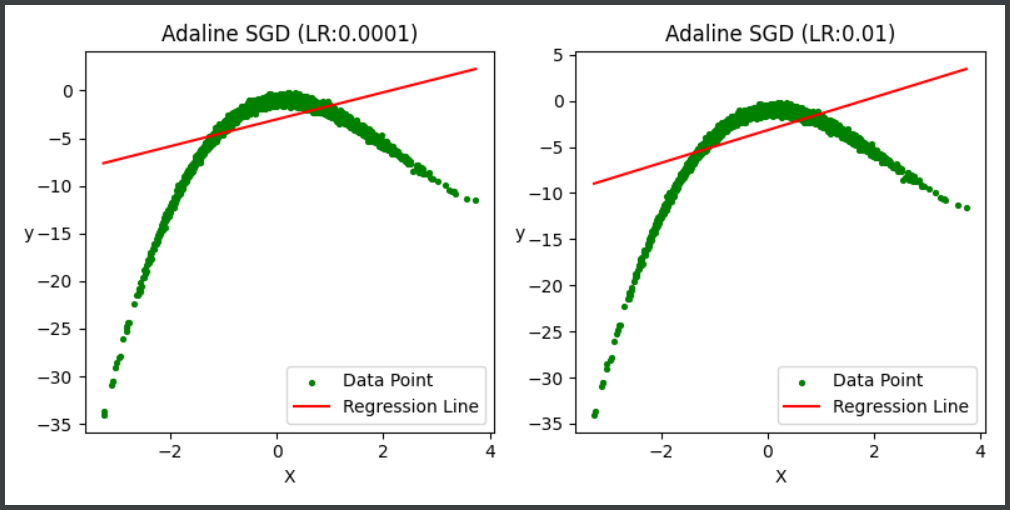 Adaline SGD (LR:0.0001)
0
−5
−10
−15
−20
−25
−30
−35
y
−2
0
2
4
X
Data Point
Regression Line
Adaline SGD (LR:0.01)
5
0
−5
−10
−15
−20
−25
−30
−35
y
−2
0
2
4
X
Data Point
Regression Line